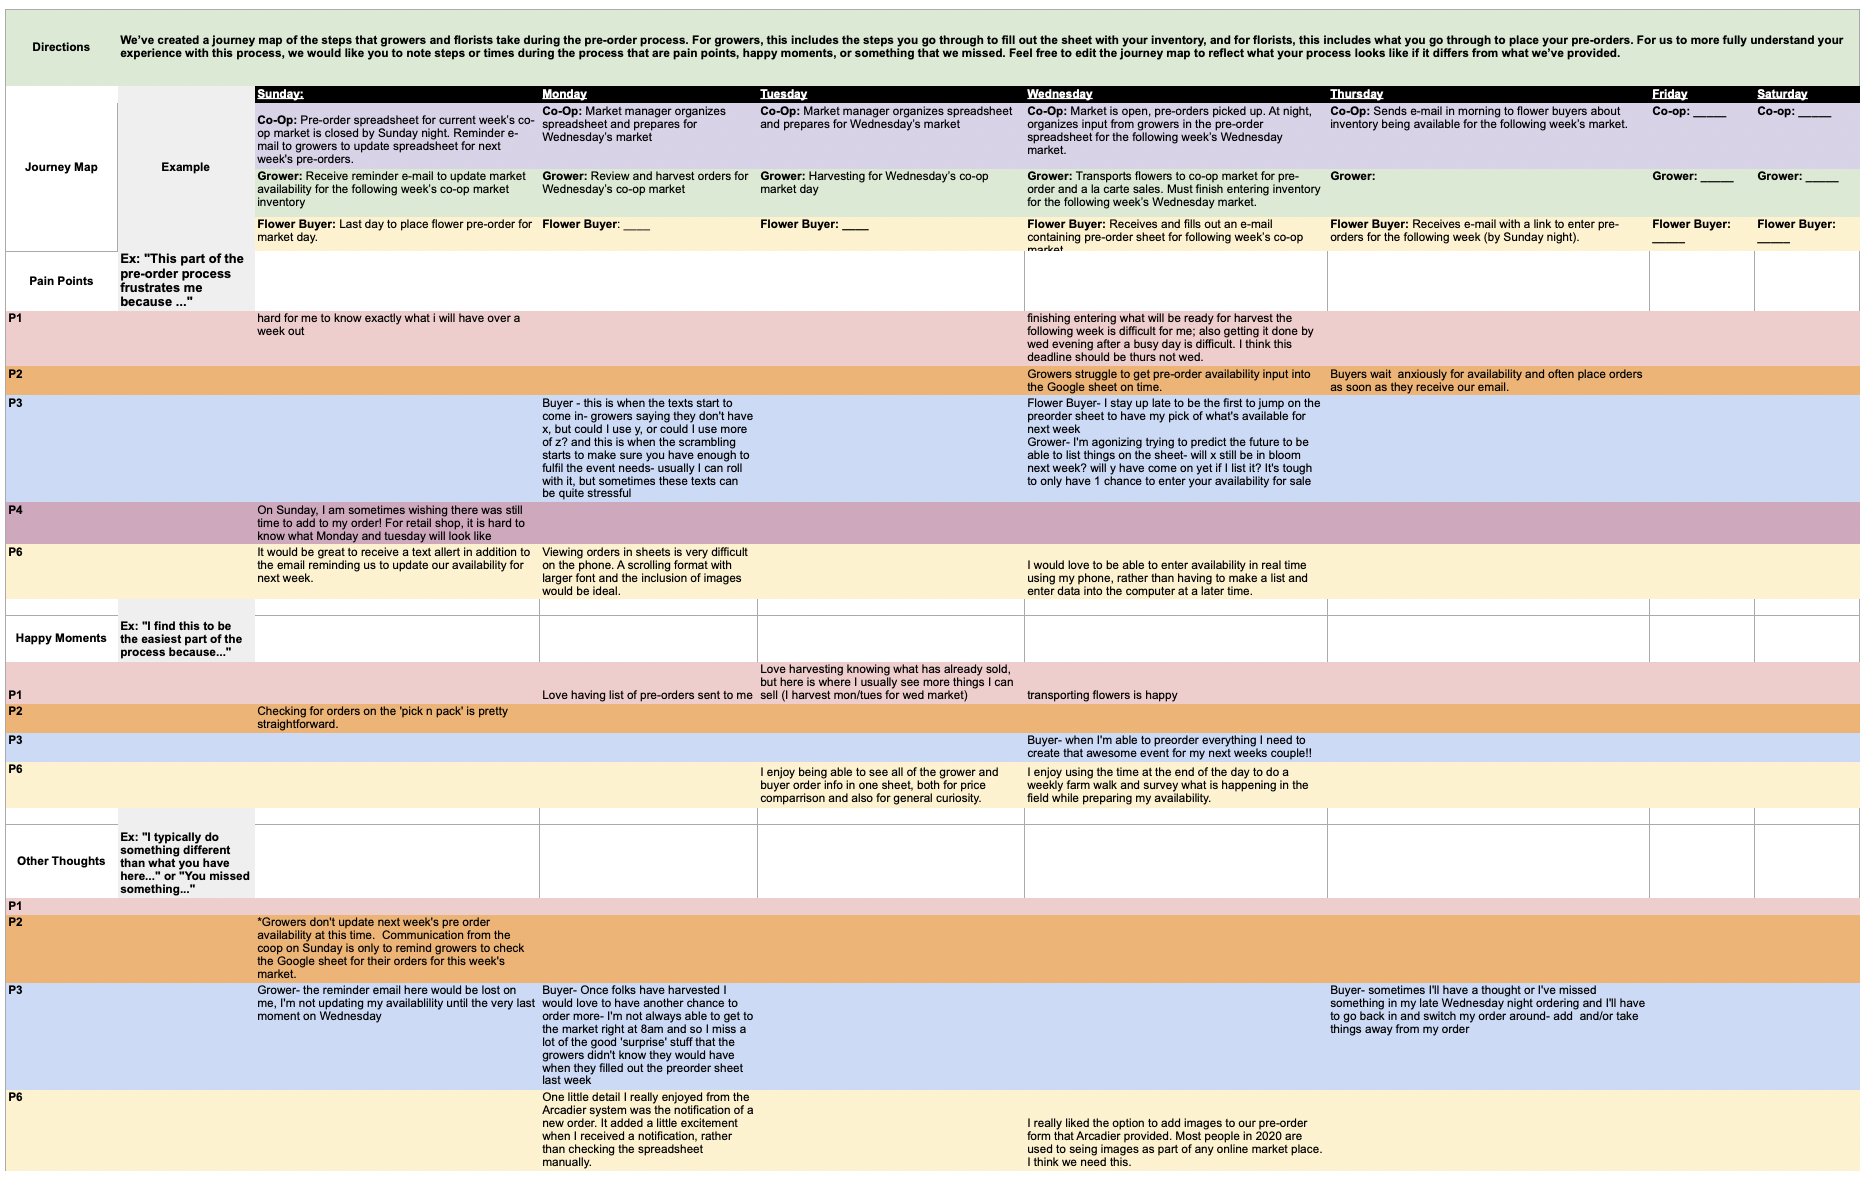 Directions
We've created a journey map of the steps that growers and florists take during the pre-order process. For growers, this includes the steps you go through to fill out the sheet with your inventory, and for florists, this includes what you go through to place your pre-orders. For us to more fully understand your
experience with this process, we would like you to note steps or times during the process that are pain points, happy moments, or something that we missed. Feel free to edit the journey map to reflect what your process looks like if it differs from what we've provided.
Sunday:
Monday
Tuesday
Wednesday
Thursday
Friday
Saturday
Journey Map
Example
Co-Op: Pre-order spreadsheet for current week's co-
op market is closed by Sunday night. Reminder e-
mail to growers to update spreadsheet for next
week's pre-orders.
Co-Op: Market manager organizes
spreadsheet and prepares for
Wednesday's market
Co-Op: Market manager organizes spreadsheet
and prepares for Wednesday's market
Co-Op: Market is open, pre-orders picked up. At night,
organizes input from growers in the pre-order
spreadsheet for the following week's Wednesday
market.
Co-Op: Sends e-mail in morning to flower buyers about
inventory being available for the following week's market.
Co-op: _____
Co-op: _____
Grower: Receive reminder e-mail to update market
availability for the following week's co-op market
inventory
Grower: Review and harvest orders for
Wednesday's co-op market
Grower: Harvesting for Wednesday's co-op
market day
Grower: Transports flowers to co-op market for pre-
order and a la carte sales. Must finish entering inventory
for the following week's Wednesday market.
Grower:
Grower: _____
Grower: _____
Flower Buyer: Last day to place flower pre-order for
market day.
Flower Buyer: ____
Flower Buyer: ____
Flower Buyer: Receives and fills out an e-mail
containing pre-order sheet for following week's co-op
market
Flower Buyer: Receives e-mail with a link to enter pre-
orders for the following week (by Sunday night).
Flower Buyer:
_____
Flower Buyer:
_____
Pain Points
Ex: "This part of the
pre-order process
frustrates me
because ..."
P1
hard for me to know exactly what i will have over a
week out
finishing entering what will be ready for harvest the
following week is difficult for me; also getting it done by
wed evening after a busy day is difficult. I think this
deadline should be thurs not wed.
P2
Growers struggle to get pre-order availability input into
the Google sheet on time.
Buyers wait  anxiously for availability and often place orders
as soon as they receive our email.
P3
Buyer - this is when the texts start to
come in- growers saying they don't have
x, but could I use y, or could I use more
of z? and this is when the scrambling
starts to make sure you have enough to
fulfil the event needs- usually I can roll
with it, but sometimes these texts can
be quite stressful
Flower Buyer- I stay up late to be the first to jump on the
preorder sheet to have my pick of what's available for
next week
Grower- I'm agonizing trying to predict the future to be
able to list things on the sheet- will x still be in bloom
next week? will y have come on yet if I list it? It's tough
to only have 1 chance to enter your availability for sale
P4
On Sunday, I am sometimes wishing there was still
time to add to my order! For retail shop, it is hard to
know what Monday and tuesday will look like
P6
It would be great to receive a text allert in addition to
the email reminding us to update our availability for
next week.
Viewing orders in sheets is very difficult
on the phone. A scrolling format with
larger font and the inclusion of images
would be ideal.
I would love to be able to enter availability in real time
using my phone, rather than having to make a list and
enter data into the computer at a later time.
Happy Moments
Ex: "I find this to be
the easiest part of the
process because..."
P1
Love having list of pre-orders sent to me
Love harvesting knowing what has already sold,
but here is where I usually see more things I can
sell (I harvest mon/tues for wed market)
transporting flowers is happy
P2
Checking for orders on the 'pick n pack' is pretty
straightforward.
P3
Buyer- when I'm able to preorder everything I need to
create that awesome event for my next weeks couple!!
P6
I enjoy being able to see all of the grower and
buyer order info in one sheet, both for price
comparrison and also for general curiosity.
I enjoy using the time at the end of the day to do a
weekly farm walk and survey what is happening in the
field while preparing my availability.
Other Thoughts
Ex: "I typically do
something different
than what you have
here..." or "You missed
something..."
P1
P2
*Growers don't update next week's pre order
availability at this time.  Communication from the
coop on Sunday is only to remind growers to check
the Google sheet for their orders for this week's
market.
P3
Grower- the reminder email here would be lost on
me, I'm not updating my availablility until the very last
moment on Wednesday
Buyer- Once folks have harvested I
would love to have another chance to
order more- I'm not always able to get to
the market right at 8am and so I miss a
lot of the good 'surprise' stuff that the
growers didn't know they would have
when they filled out the preorder sheet
last week
Buyer- sometimes I'll have a thought or I've missed
something in my late Wednesday night ordering and I'll have
to go back in and switch my order around- add  and/or take
things away from my order
P6
One little detail I really enjoyed from the
Arcadier system was the notification of a
new order. It added a little excitement
when I received a notification, rather
than checking the spreadsheet
manually.
I really liked the option to add images to our pre-order
form that Arcadier provided. Most people in 2020 are
used to seing images as part of any online market place.
I think we need this.